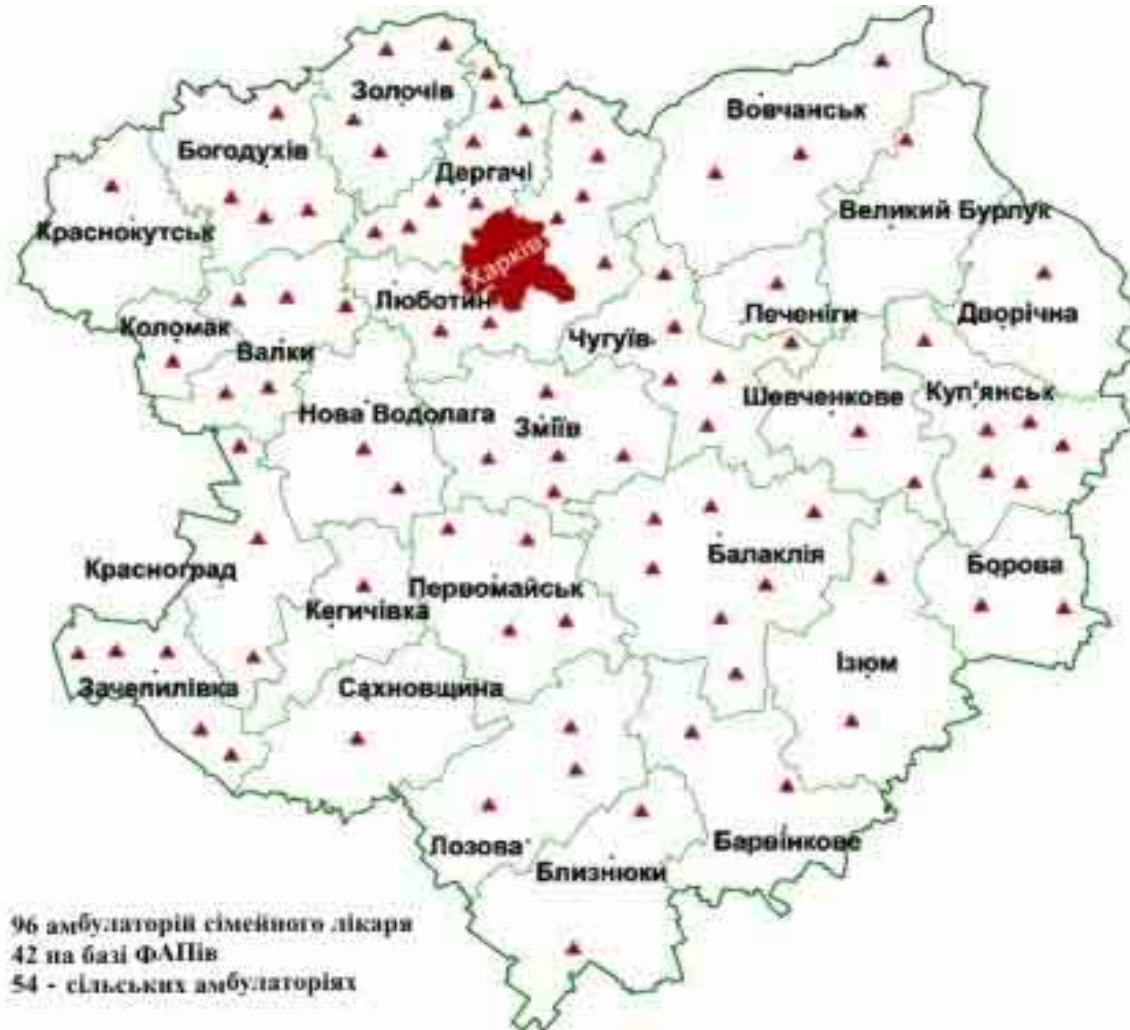 Золочів
Вовчанськ
Богодухів
Дергачі
Краснокутськ
Великий Бурлук
Харків
Люботин
Печеніги
Дворічна
Коломак
Валки
Чугуїв
Нова Водолага
Зміїв
Шевченкове
Куп'янськ
Красноград
Балаклія
Борова
Первомайськ
Кегичівка
Зачепилівка
Сахновщина
Ізюм
Лозова
Близнюки
Барвінкове
96 амбулаторій сімейного лікаря
42 на базі ФАПів
54 - сільських амбулаторіях